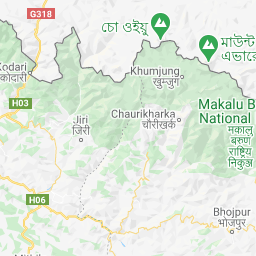 G318
চো ওইয়ু
মাউন্ট
এভারে
Kodari
कोदारी
Khumjung
खुम्जुग
H03
Chaurikharka
चौरीखर्क
Makalu B
National
मकालु
बरुण
राष्ट्रिय
निकुञ्ज
Jiri
जिरी
H06
Bhojpur
भोजपुर